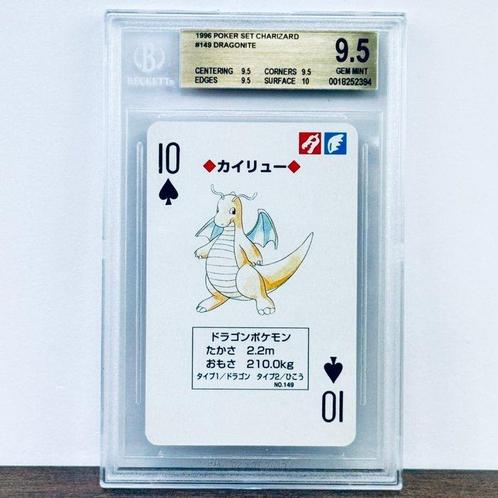 1996 POKER SET CHARIZARD
#149 DRAGONITE
CENTERING 9.5 CORNERS 9.5
EDGES 9.5 SURFACE 10
9.5
GEM MINT
0018252394
B
BECKETT
10
◆カイリュー◆
ドラゴンポケモン
たかさ 2.2m
おもさ 210.0kg
タイプ1/ドラゴン タイプ2/ひこう
NO.149
10